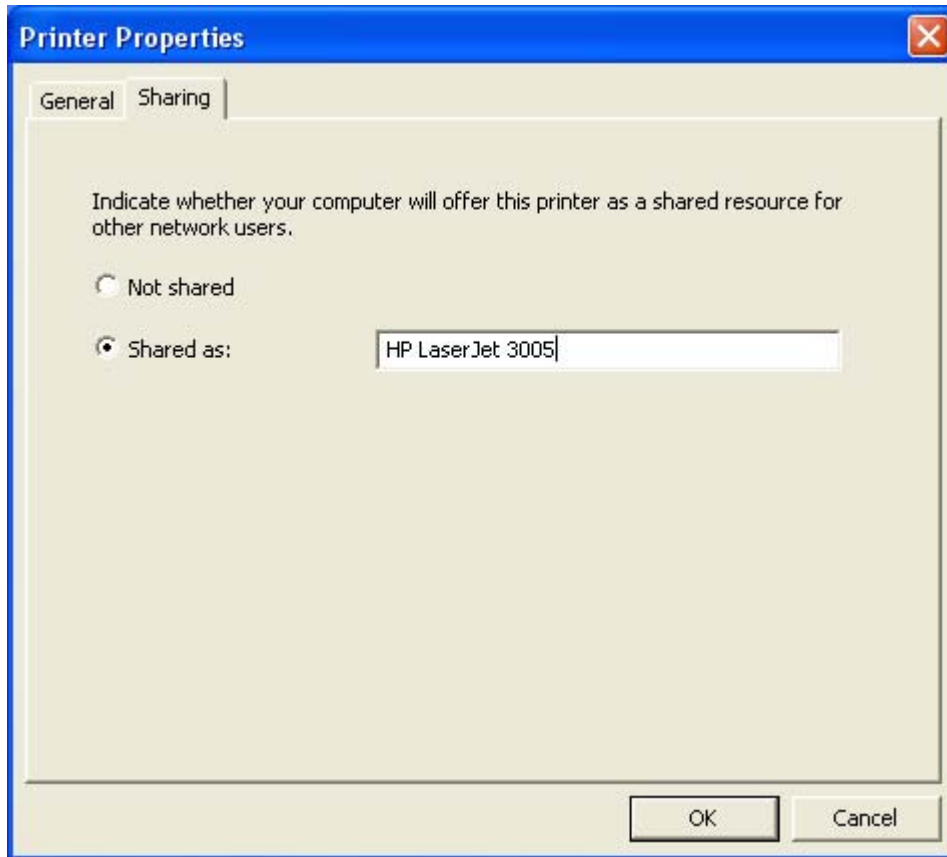 Printer Properties
General Sharing
Indicate whether your computer will offer this printer as a shared resource for
other network users.
Not shared
Shared as: HP LaserJet 3005
OK Cancel